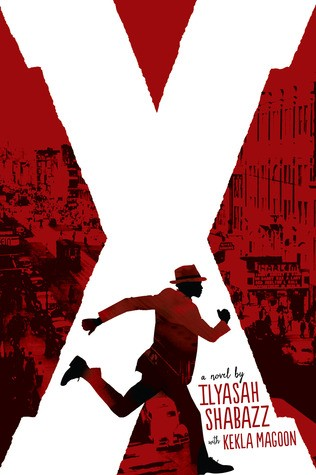 X
a novel by
ILYASAH
SHABAZZ
with KEKLA MAGOON